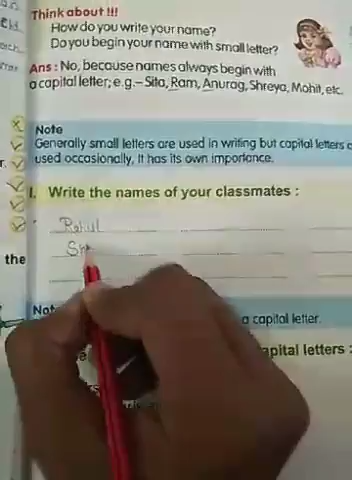 Think about !!!
How do you write your name?
Do you begin your name with small letter?
Ans : No, because names always begin with
a capital letter; e.g.– Sita, Ram, Anurag, Shreya, Mohit, etc.
Note
Generally small letters are used in writing but capital letters
used occasionally. It has its own importance.
I. Write the names of your classmates :
Rahul
the
Not
a capital letter.
apital letters :